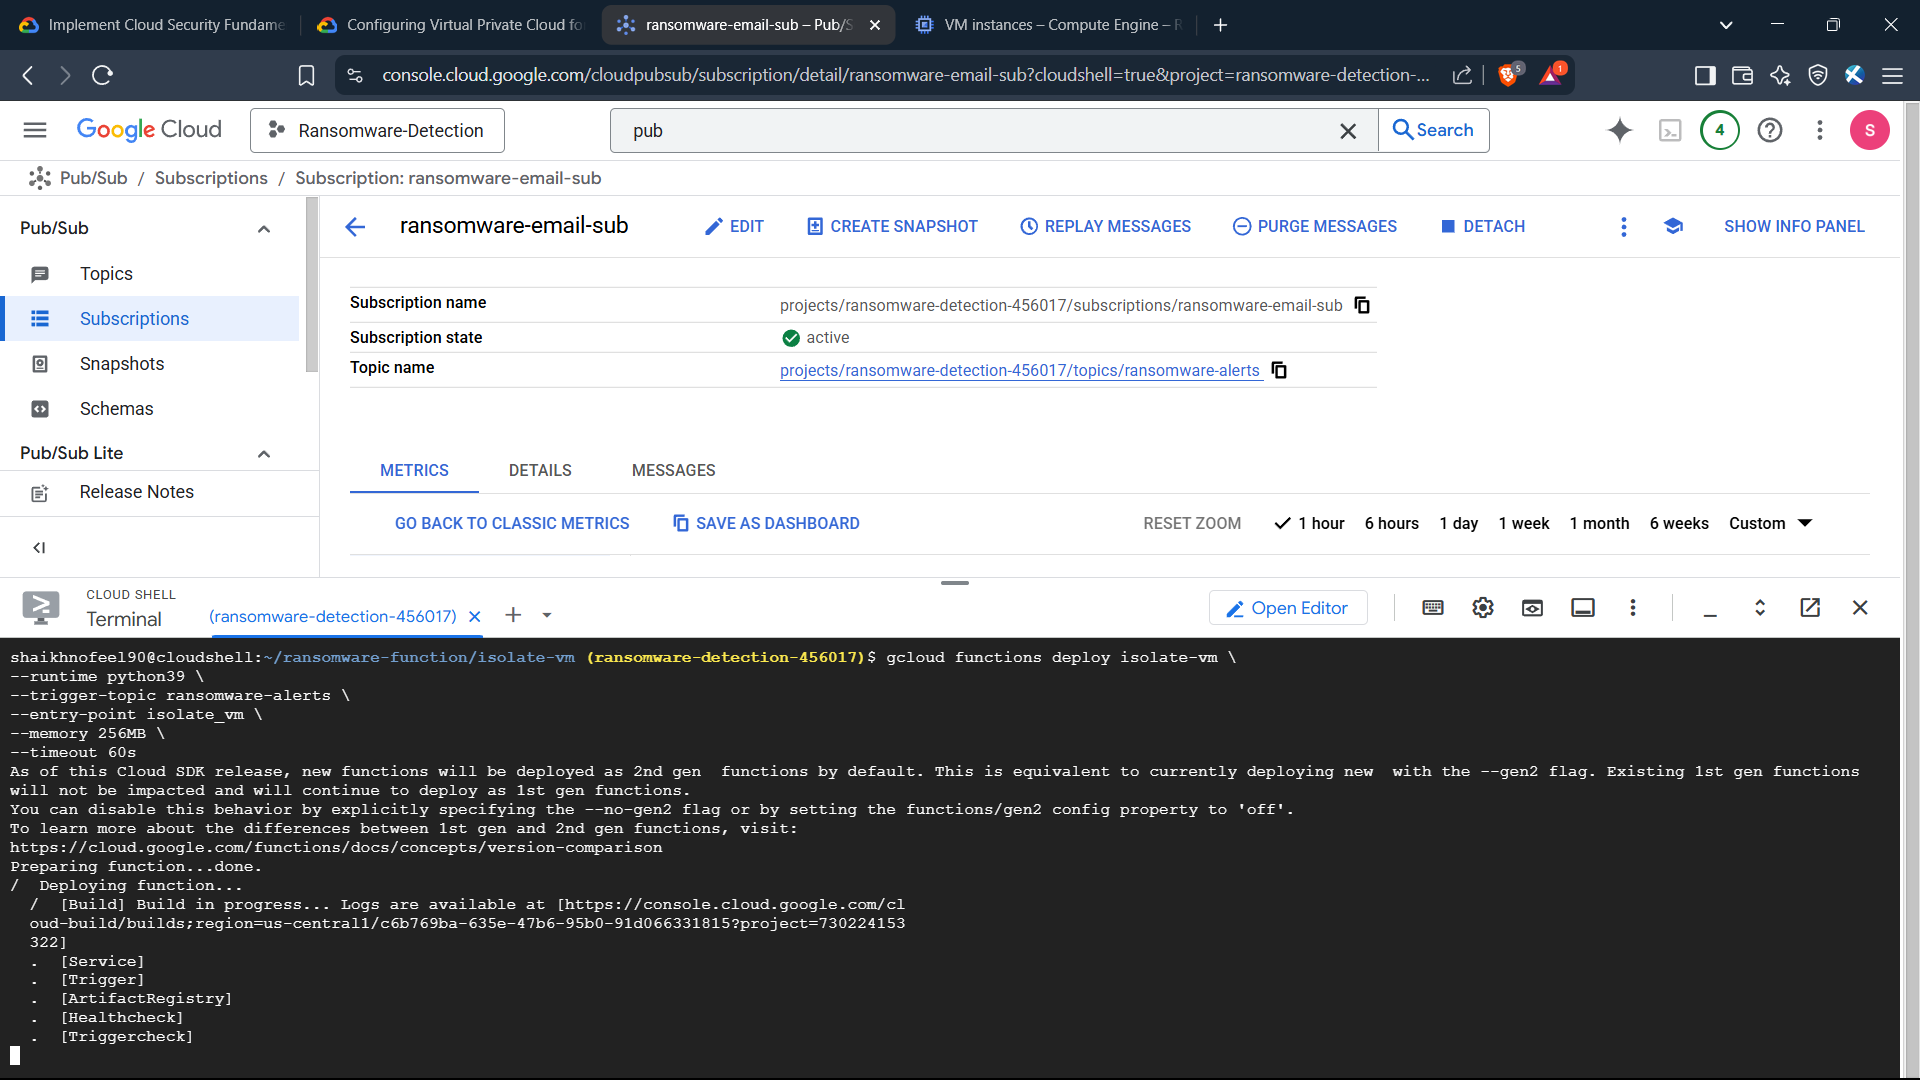 Implement Cloud Security Fundame
Configuring Virtual Private Cloud fo
ransomware-email-sub – Pub/S
VM instances – Compute Engine – R
console.cloud.google.com/cloudpubsub/subscription/detail/ransomware-email-sub?cloudshell=true&project=ransomware-detection-...
5
1
Google Cloud
Ransomware-Detection
pub
Search
4
S
Pub/Sub / Subscriptions / Subscription: ransomware-email-sub
Pub/Sub
Topics
Subscriptions
Snapshots
Schemas
Pub/Sub Lite
Release Notes
ransomware-email-sub
EDIT
CREATE SNAPSHOT
REPLAY MESSAGES
PURGE MESSAGES
DETACH
SHOW INFO PANEL
Subscription name projects/ransomware-detection-456017/subscriptions/ransomware-email-sub
Subscription state active
Topic name projects/ransomware-detection-456017/topics/ransomware-alerts
METRICS DETAILS MESSAGES
GO BACK TO CLASSIC METRICS SAVE AS DASHBOARD RESET ZOOM 1 hour 6 hours 1 day 1 week 1 month 6 weeks Custom
CLOUD SHELL
Terminal
(ransomware-detection-456017)
Open Editor
shaikhnofeel90@cloudshell:~/ransomware-function/isolate-vm (ransomware-detection-456017)$ gcloud functions deploy isolate-vm \
--runtime python39 \
--trigger-topic ransomware-alerts \
--entry-point isolate_vm \
--memory 256MB \
--timeout 60s
As of this Cloud SDK release, new functions will be deployed as 2nd gen  functions by default. This is equivalent to currently deploying new  with the --gen2 flag. Existing 1st gen functions
will not be impacted and will continue to deploy as 1st gen functions.
You can disable this behavior by explicitly specifying the --no-gen2 flag or by setting the functions/gen2 config property to 'off'.
To learn more about the differences between 1st gen and 2nd gen functions, visit:
https://cloud.google.com/functions/docs/concepts/version-comparison
Preparing function...done.
/  Deploying function...
/  [Build] Build in progress... Logs are available at [https://console.cloud.google.com/cl
oud-build/builds;region=us-central1/c6b769ba-635e-47b6-95b0-91d066331815?project=730224153
322]
.  [Service]
.  [Trigger]
.  [ArtifactRegistry]
.  [Healthcheck]
.  [Triggercheck]